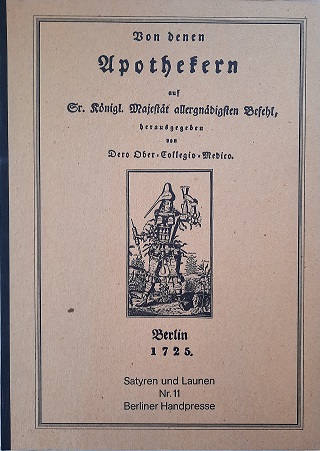 Von denen
Apothekern
auf
Sr. Königl. Majestät allergnädigsten Befehl,
herausgegeben
von
Dero Ober-Collegio-Medico.
Berlin
1725.
Satyren und Launen
Nr. 11
Berliner Handpresse